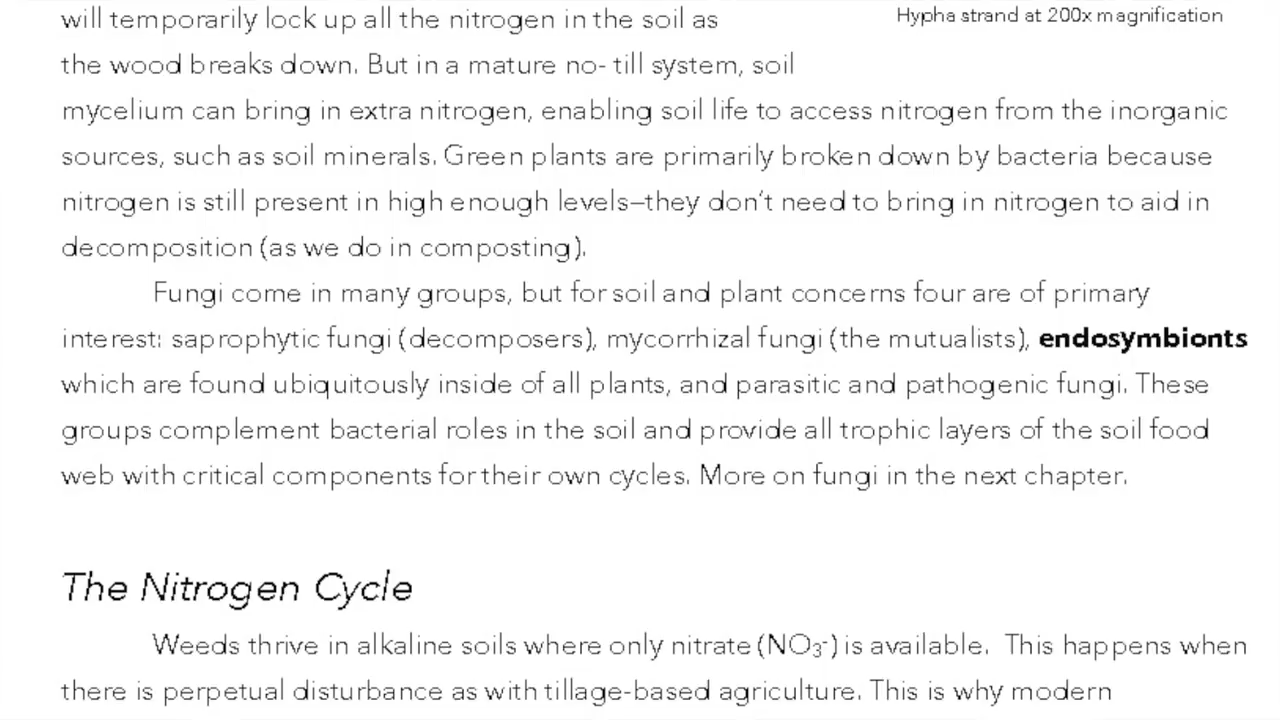 will temporarily lock up all the nitrogen in the soil as
Hypha strand at 200x magnification
the wood breaks down. But in a mature no- till system, soil
mycelium can bring in extra nitrogen, enabling soil life to access nitrogen from the inorganic
sources, such as soil minerals. Green plants are primarily broken down by bacteria because
nitrogen is still present in high enough levels—they don't need to bring in nitrogen to aid in
decomposition (as we do in composting).
Fungi come in many groups, but for soil and plant concerns four are of primary
interest: saprophytic fungi (decomposers), mycorrhizal fungi (the mutualists), endosymbionts
which are found ubiquitously inside of all plants, and parasitic and pathogenic fungi. These
groups complement bacterial roles in the soil and provide all trophic layers of the soil food
web with critical components for their own cycles. More on fungi in the next chapter.
The Nitrogen Cycle
Weeds thrive in alkaline soils where only nitrate (NO₃⁻) is available. This happens when
there is perpetual disturbance as with tillage-based agriculture. This is why modern